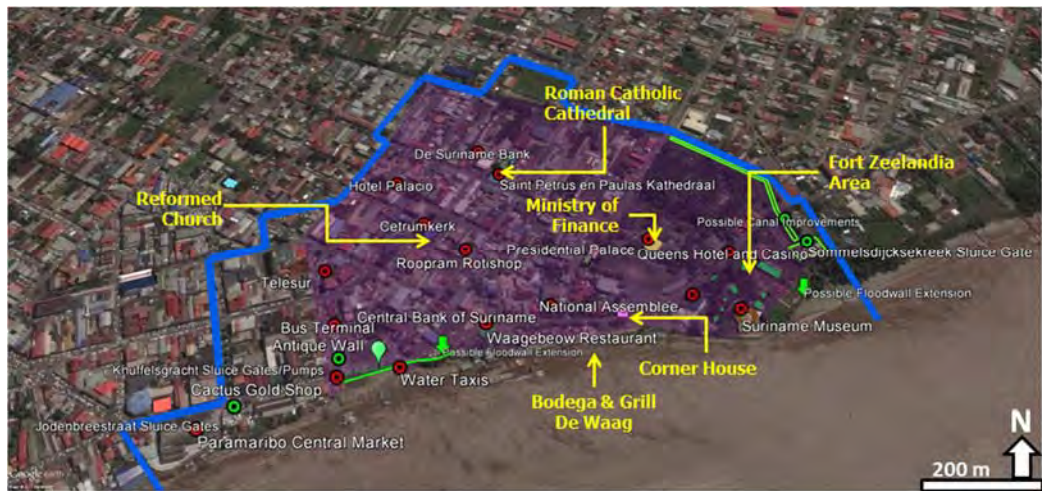 Roman Catholic
Cathedral
De Suriname Bank
Fort Zeelandia
Area
Hotel Palacio
Saint Petrus en Paulas Kathedraal
Reformed
Church
Ministry of
Finance
Cetrumkerk
Possible Canal Improvements
Presidential Palace
Queens Hotel and Casino
Sommelsdijcksekreek Sluice Gate
Roopram Rotishop
Telesur
Possible Floodwall Extension
National Assemblee
Central Bank of Suriname
Suriname Museum
Bus Terminal
Waagebeow Restaurant
Antique Wall
Possible Floodwall Extension
Knuffelsgracht Sluice Gates/Pumps
Water Taxis
Corner House
Cactus Gold Shop
Bodega & Grill
De Waag
Jodenbreestraat Sluice Gates
Paramaribo Central Market
N
200 m